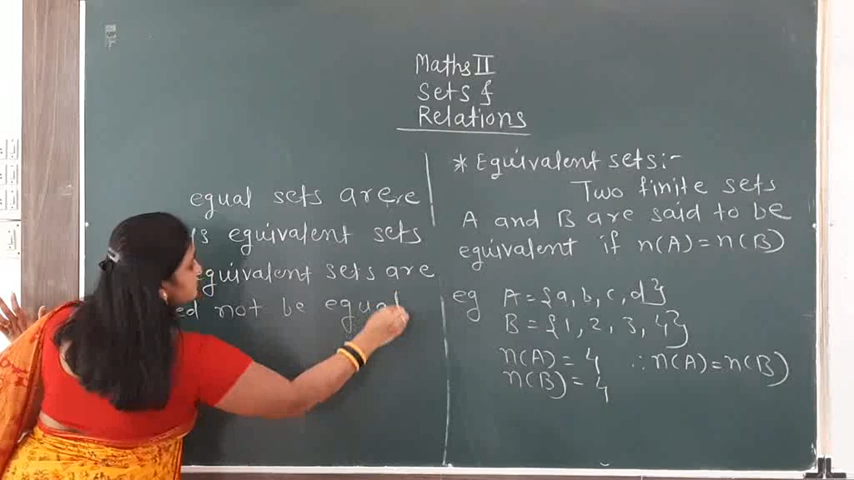 Maths II
Sets &
Relations
equal sets are
equivalent sets
equivalent sets are
not be equal
* Equivalent sets:-
Two finite sets
A and B are said to be
equivalent if n(A)=n(B)
eg A = {a, b, c, d}
B = {1, 2, 3, 4}
n(A) = 4 ∴ n(A)=n(B)
n(B) = 4